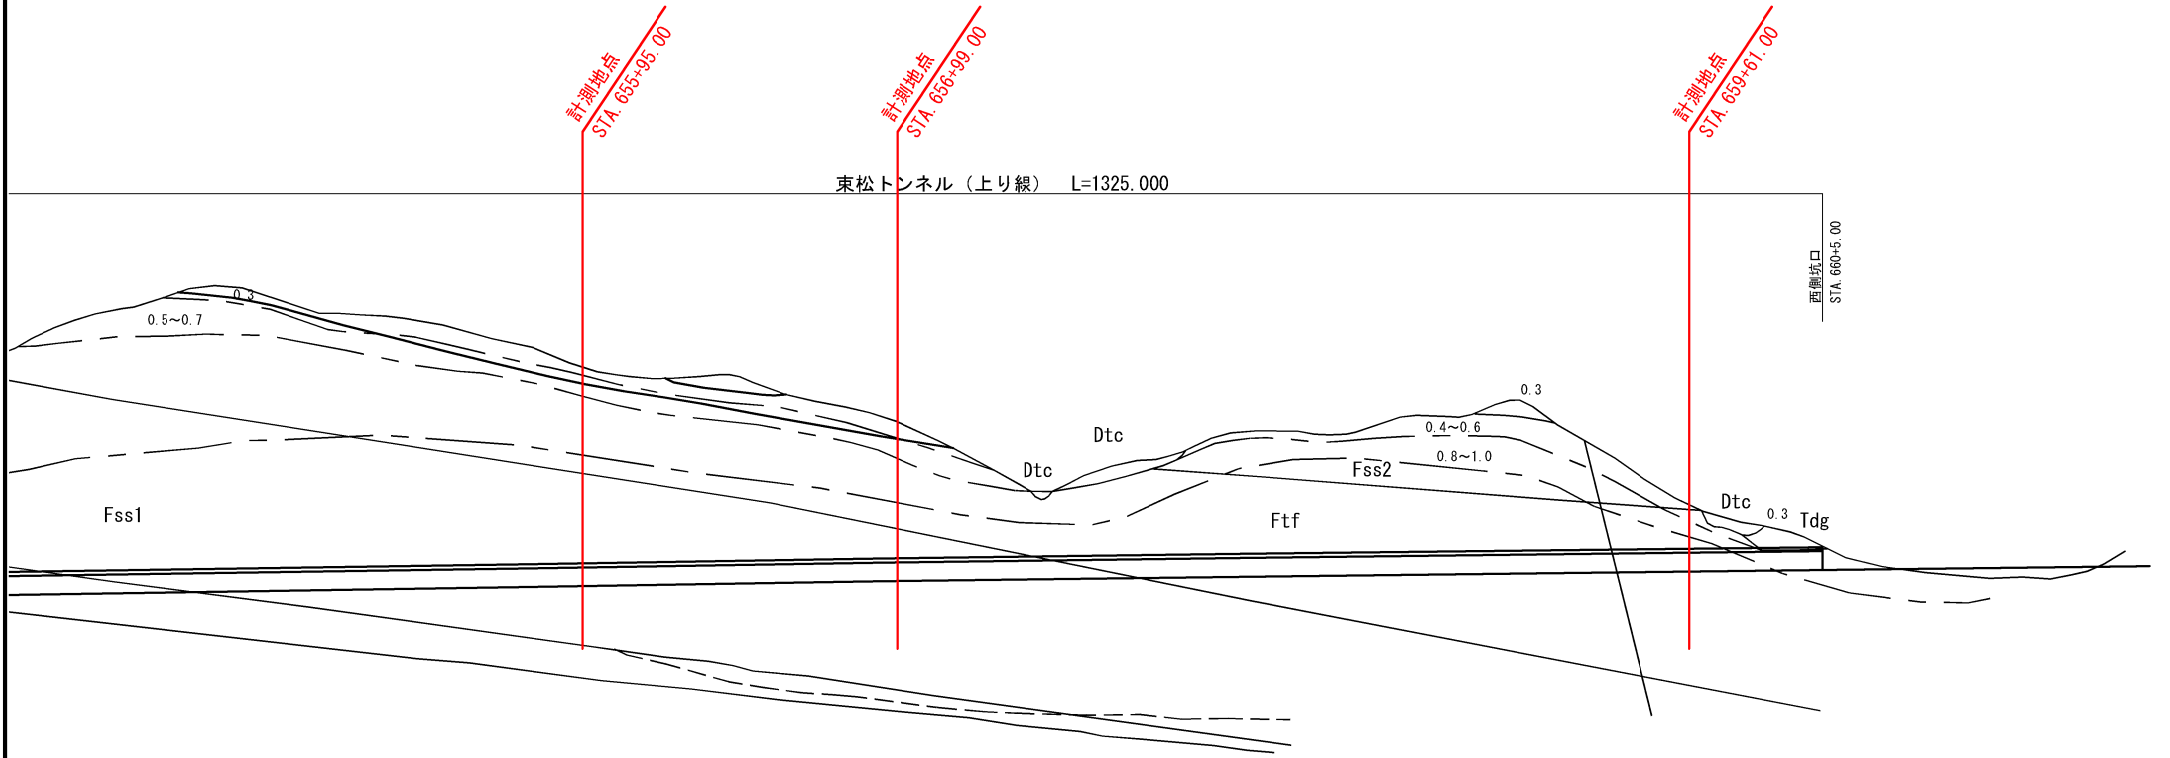 計測地点
STA. 655+95.00
計測地点
STA. 656+99.00
計測地点
STA. 659+61.00
束松トンネル（上り線） L=1325.000
西側坑口
STA. 660+5.00
0.3
0.5～0.7
0.3
0.4～0.6
0.8～1.0
Dtc
Dtc
Fss2
Dtc
0.3
Tdg
Fss1
Ftf